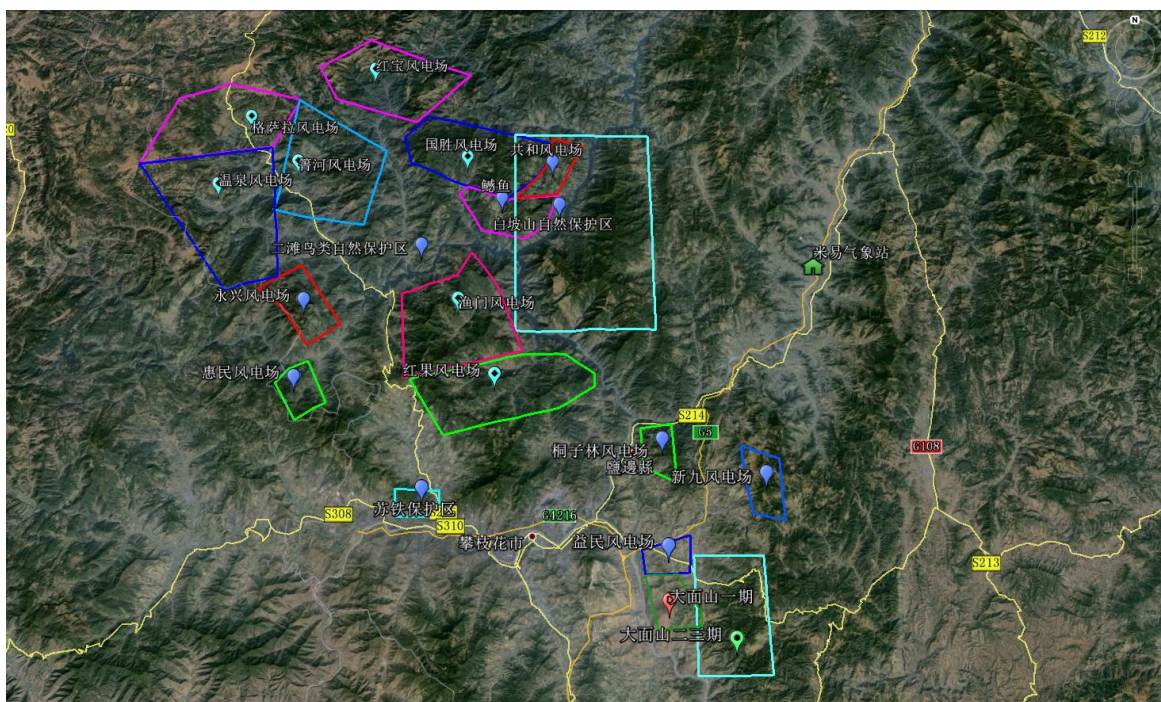 N
S212
红宝风电场
格萨拉风电场
国胜风电场
共和风电场
箐河风电场
温泉风电场
鳡鱼
白坡山自然保护区
二滩鸟类自然保护区
米易气象站
永兴风电场
渔门风电场
惠民风电场
红果风电场
S214
G5
G108
桐子林风电场
鹽邊縣
新九风电场
苏铁保护区
S308
S310
G4216
攀枝花市
益民风电场
S213
大面山一期
大面山二三期